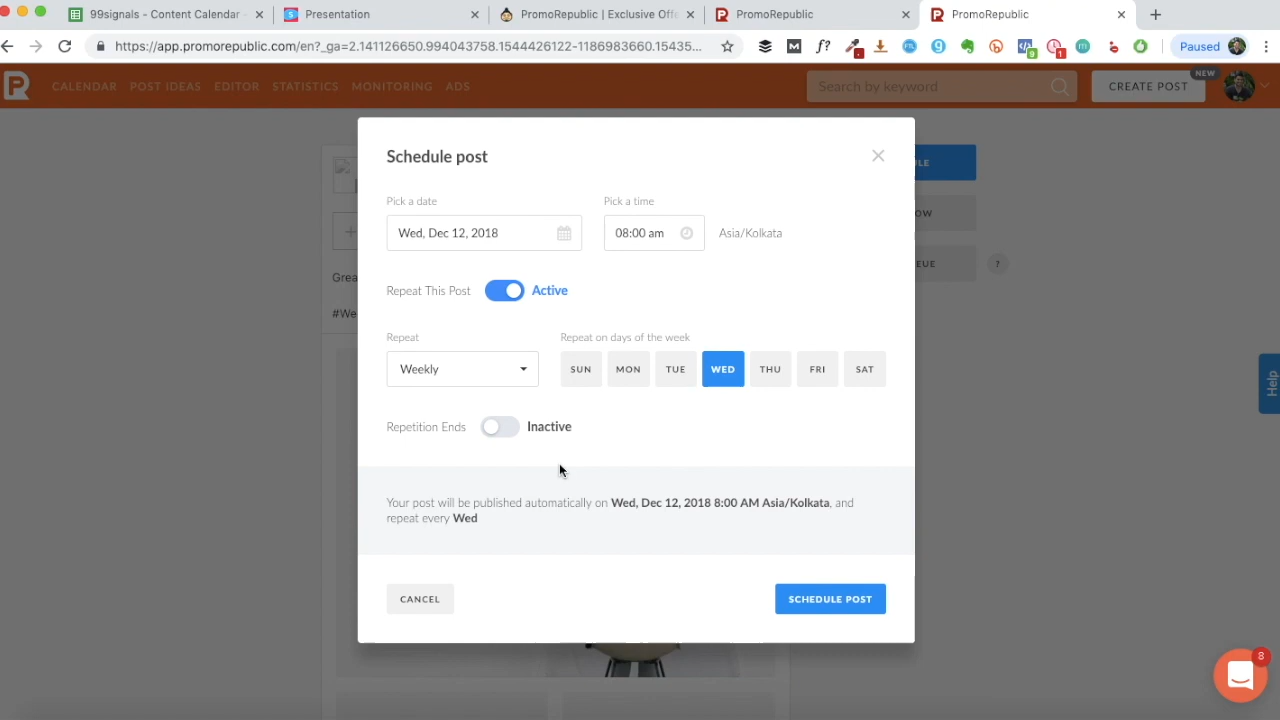 99signals - Content Calendar
Presentation
PromoRepublic | Exclusive Offe
PromoRepublic
PromoRepublic
https://app.promorepublic.com/en?_ga=2.141126650.994043758.1544426122-1186983660.15435...
Paused
CALENDAR POST IDEAS EDITOR STATISTICS MONITORING ADS
Search by keyword
CREATE POST
NEW
Schedule post
Pick a date
Pick a time
Wed, Dec 12, 2018
08:00 am
Asia/Kolkata
Repeat This Post
Active
Repeat
Repeat on days of the week
Weekly
SUN MON TUE WED THU FRI SAT
Repetition Ends
Inactive
Your post will be published automatically on Wed, Dec 12, 2018 8:00 AM Asia/Kolkata, and
repeat every Wed
CANCEL
SCHEDULE POST
Grea
#We
LE
OW
EUE
?
Help
8